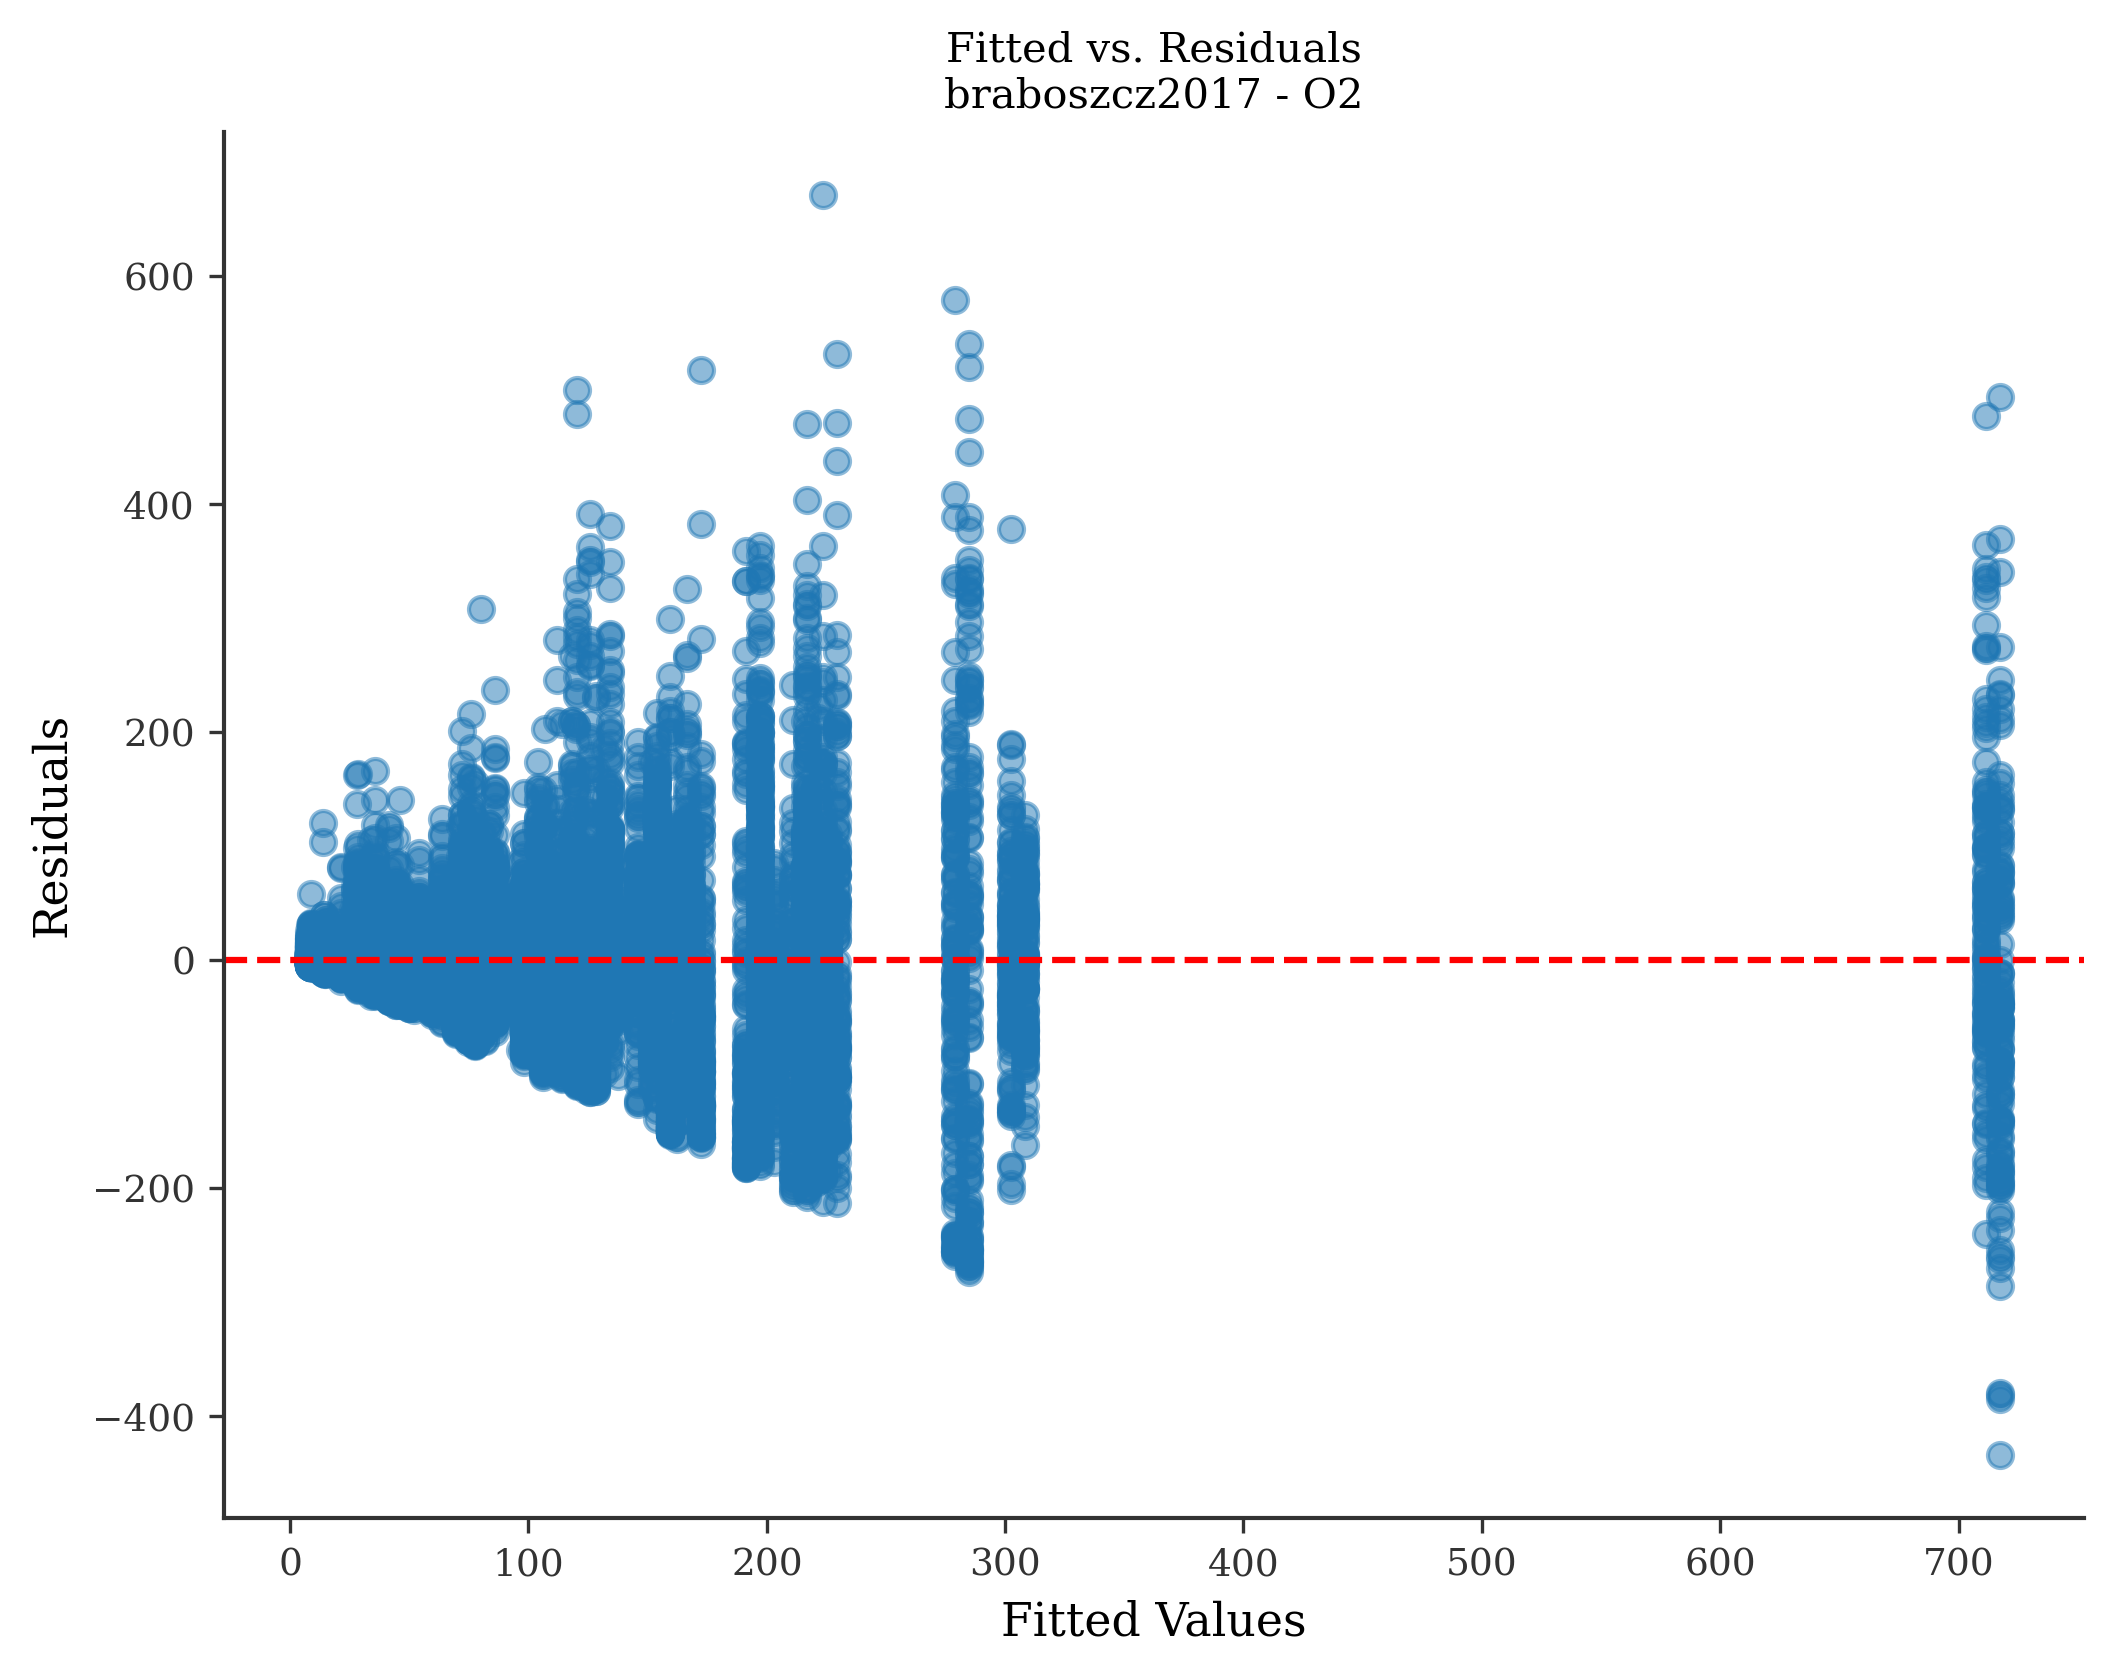 Fitted vs. Residuals
braboszcz2017 - O2
600
400
200
0
−200
−400
Residuals
0 100 200 300 400 500 600 700
Fitted Values